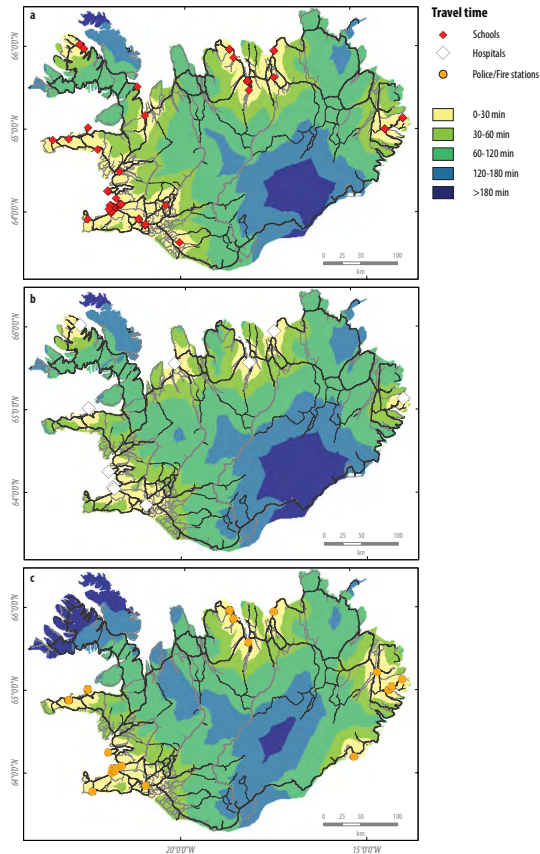 a
Travel time
Schools
Hospitals
Police/Fire stations
0-30 min
30-60 min
60-120 min
120-180 min
>180 min
66°0'0"N
65°0'0"N
64°0'0"N
0 25 50 100
km
b
66°0'0"N
65°0'0"N
64°0'0"N
0 25 50 100
km
c
66°0'0"N
65°0'0"N
64°0'0"N
0 25 50 100
km
20°0'0"W 15°0'0"W